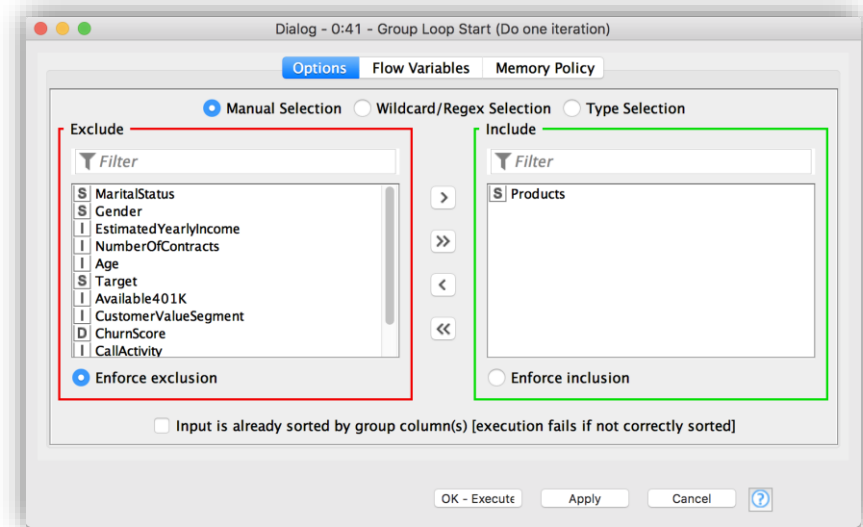 Dialog - 0:41 - Group Loop Start (Do one iteration)
Options Flow Variables Memory Policy
Manual Selection Wildcard/Regex Selection Type Selection
Exclude Include
Filter Filter
S MaritalStatus S Products
S Gender
I EstimatedYearlyIncome
I NumberOfContracts
I Age
S Target
I Available401K
I CustomerValueSegment
D ChurnScore
I CallActivity
> 
>>
<
<<
Enforce exclusion Enforce inclusion
Input is already sorted by group column(s) [execution fails if not correctly sorted]
OK - Execute Apply Cancel ?